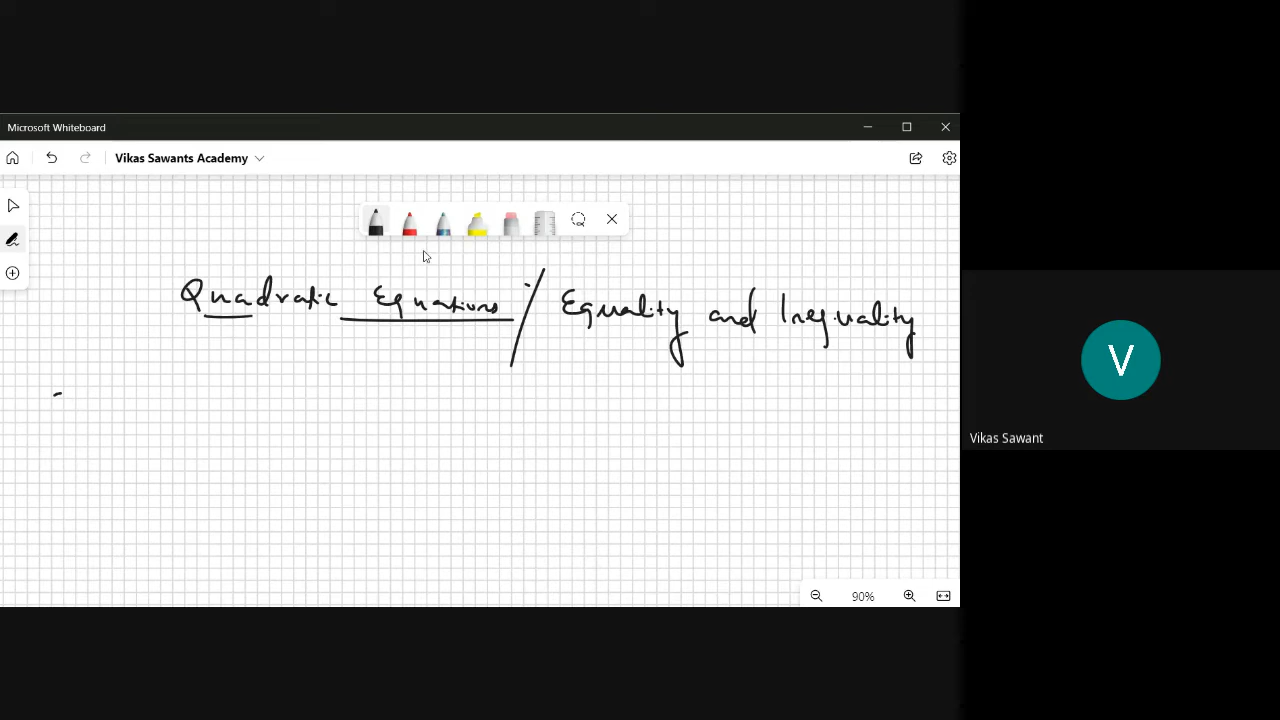 Microsoft Whiteboard
Vikas Sawants Academy
Quadratic Equations / Equality and Inequality
V
Vikas Sawant
90%